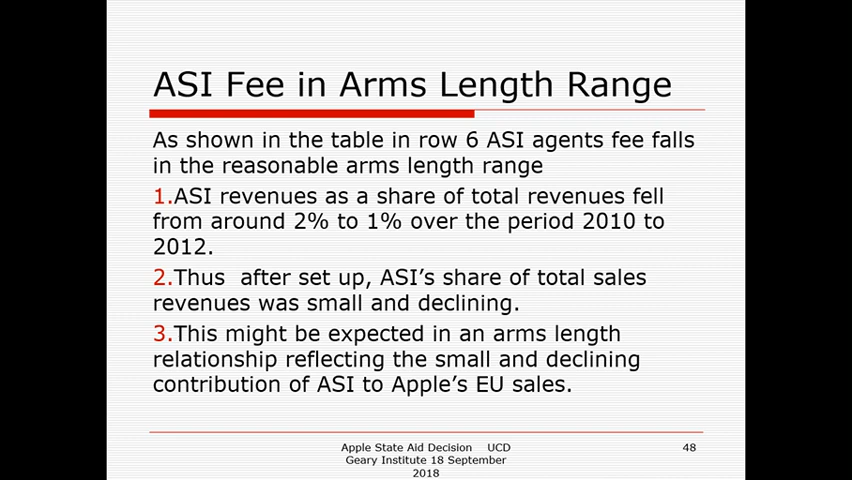 ASI Fee in Arms Length Range
As shown in the table in row 6 ASI agents fee falls
in the reasonable arms length range
1.ASI revenues as a share of total revenues fell
from around 2% to 1% over the period 2010 to
2012.
2.Thus  after set up, ASI's share of total sales
revenues was small and declining.
3.This might be expected in an arms length
relationship reflecting the small and declining
contribution of ASI to Apple's EU sales.
Apple State Aid Decision    UCD
Geary Institute 18 September
2018
48